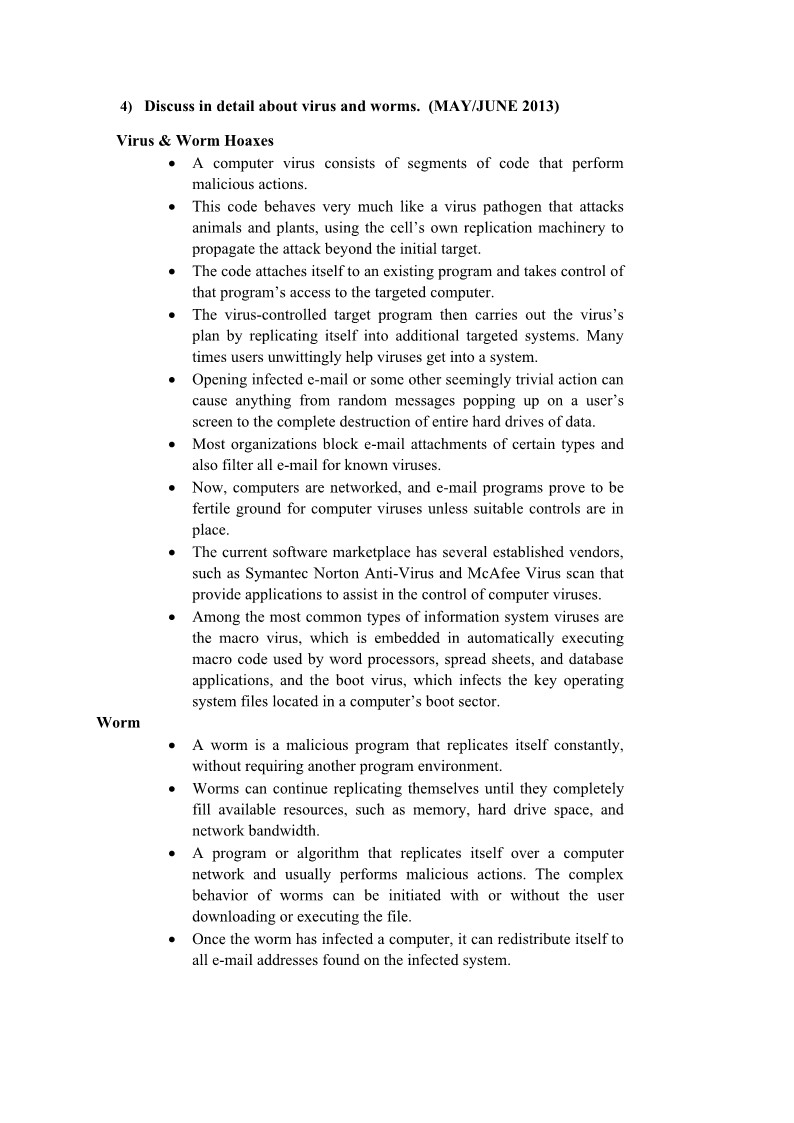 4) Discuss in detail about virus and worms. (MAY/JUNE 2013)
Virus & Worm Hoaxes
• A computer virus consists of segments of code that perform
malicious actions.
• This code behaves very much like a virus pathogen that attacks
animals and plants, using the cell’s own replication machinery to
propagate the attack beyond the initial target.
• The code attaches itself to an existing program and takes control of
that program’s access to the targeted computer.
• The virus-controlled target program then carries out the virus’s
plan by replicating itself into additional targeted systems. Many
times users unwittingly help viruses get into a system.
• Opening infected e-mail or some other seemingly trivial action can
cause anything from random messages popping up on a user’s
screen to the complete destruction of entire hard drives of data.
• Most organizations block e-mail attachments of certain types and
also filter all e-mail for known viruses.
• Now, computers are networked, and e-mail programs prove to be
fertile ground for computer viruses unless suitable controls are in
place.
• The current software marketplace has several established vendors,
such as Symantec Norton Anti-Virus and McAfee Virus scan that
provide applications to assist in the control of computer viruses.
• Among the most common types of information system viruses are
the macro virus, which is embedded in automatically executing
macro code used by word processors, spread sheets, and database
applications, and the boot virus, which infects the key operating
system files located in a computer’s boot sector.
Worm
• A worm is a malicious program that replicates itself constantly,
without requiring another program environment.
• Worms can continue replicating themselves until they completely
fill available resources, such as memory, hard drive space, and
network bandwidth.
• A program or algorithm that replicates itself over a computer
network and usually performs malicious actions. The complex
behavior of worms can be initiated with or without the user
downloading or executing the file.
• Once the worm has infected a computer, it can redistribute itself to
all e-mail addresses found on the infected system.